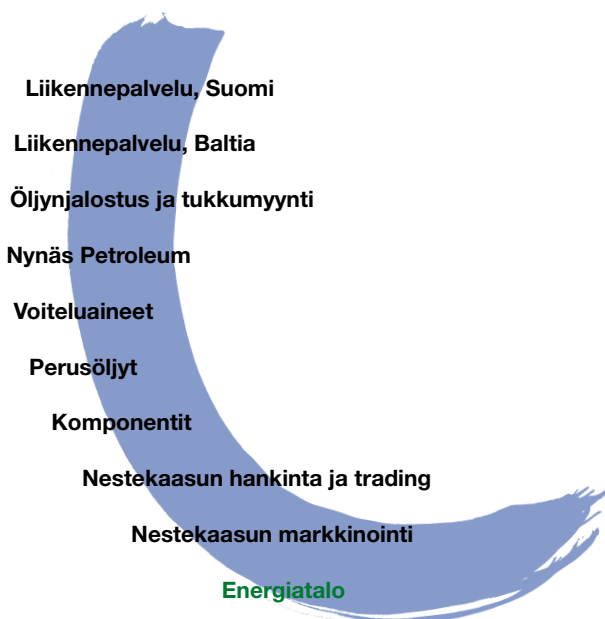 Liikennepalvelu, Suomi
Liikennepalvelu, Baltia
Öljynjalostus ja tukkumyynti
Nynäs Petroleum
Voiteluaineet
Perusöljyt
Komponentit
Nestekaasun hankinta ja trading
Nestekaasun markkinointi
Energiatalo